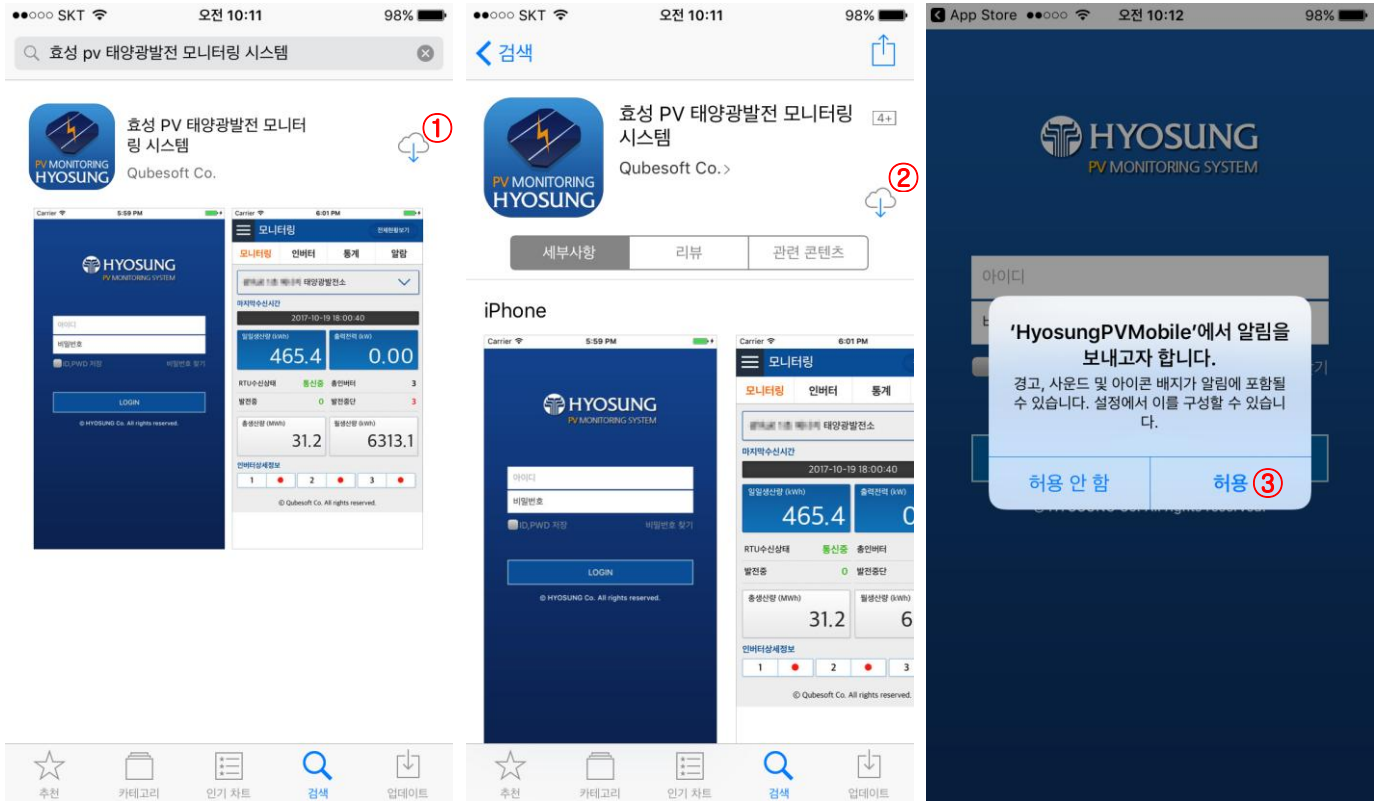 ●●○○○ SKT 오전 10:11 98%
효성 pv 태양광발전 모니터링 시스템
PV MONITORING
HYOSUNG
효성 PV 태양광발전 모니터
링 시스템
Qubesoft Co.
①
Carrier 5:59 PM
HYOSUNG
PV MONITORING SYSTEM
아이디
비밀번호
ID,PWD 저장 비밀번호 찾기
LOGIN
© HYOSUNG Co. All rights reserved.
Carrier 6:01 PM
모니터링 전체현황보기
모니터링 인버터 통계 알람
태양광발전소
마지막수신시간
2017-10-19 18:00:40
일일생산량 (kWh) 출력전력 (kW)
465.4 0.00
RTU수신상태 통신중 총인버터 3
발전중 0 발전중단 3
총생산량 (MWh) 월생산량 (kWh)
31.2 6313.1
인버터상세정보
1 2 3
© Qubesoft Co. All rights reserved.
추천 카테고리 인기 차트 검색 업데이트
●●○○○ SKT 오전 10:11 98%
검색
PV MONITORING
HYOSUNG
효성 PV 태양광발전 모니터링
시스템
4+
Qubesoft Co.>
②
세부사항 리뷰 관련 콘텐츠
iPhone
Carrier 5:59 PM
HYOSUNG
PV MONITORING SYSTEM
아이디
비밀번호
ID,PWD 저장 비밀번호 찾기
LOGIN
© HYOSUNG Co. All rights reserved.
Carrier 6:01 PM
모니터링
모니터링 인버터 통계
태양광발전소
마지막수신시간
2017-10-19 18:00:40
일일생산량 (kWh) 출력전력 (kW)
465.4 0
RTU수신상태 통신중 총인버터
발전중 0 발전중단
총생산량 (MWh) 월생산량 (kWh)
31.2 6
인버터상세정보
1 2 3
© Qubesoft Co. All rights reserved.
추천 카테고리 인기 차트 검색 업데이트
App Store ●●○○○ 오전 10:12 98%
HYOSUNG
PV MONITORING SYSTEM
아이디
'HyosungPVMobile'에서 알림을
보내고자 합니다.
경고, 사운드 및 아이콘 배지가 알림에 포함될
수 있습니다. 설정에서 이를 구성할 수 있습니
다.
허용 안 함 허용 ③